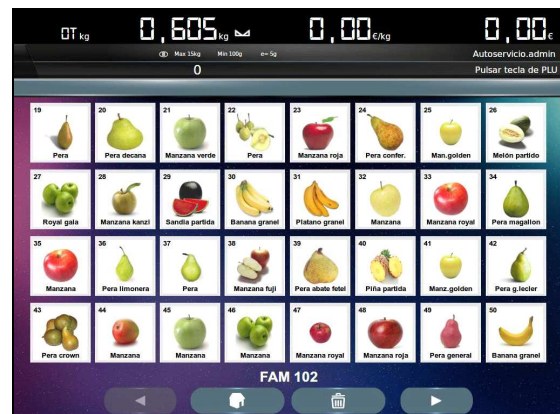 0T kg 0,605 kg 0,00 €/kg 0,00 €
Max 15kg Min 100g e= 5g Autoservicio.admin
0 Pulsar tecla de PLU
19 20 21 22 23 24 25 26
Pera Pera decana Manzana verde Pera Manzana roja Pera confer. Man.golden Melón partido
27 28 29 30 31 32 33 34
Royal gala Manzana kanzi Sandia partida Banana granel Platano granel Manzana Manzana royal Pera magallon
35 36 37 38 39 40 41 42
Manzana Pera limonera Pera Manzana fuji Pera abate fetel Piña partida Manz.golden Pera g.lecler
43 44 45 46 47 48 49 50
Pera crown Manzana Manzana Manzana Manzana royal Manzana roja Pera general Banana granel
FAM 102